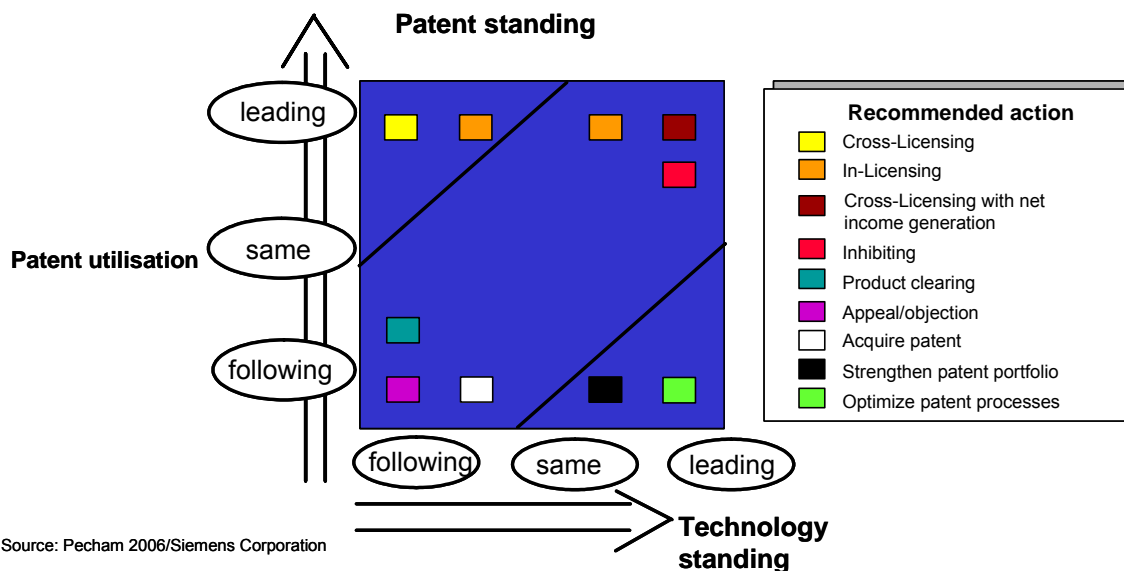 Patent standing
leading
same
Patent utilisation
following
following
same
leading
Technology
standing
Recommended action
Cross-Licensing
In-Licensing
Cross-Licensing with net
income generation
Inhibiting
Product clearing
Appeal/objection
Acquire patent
Strengthen patent portfolio
Optimize patent processes
Source: Pecham 2006/Siemens Corporation